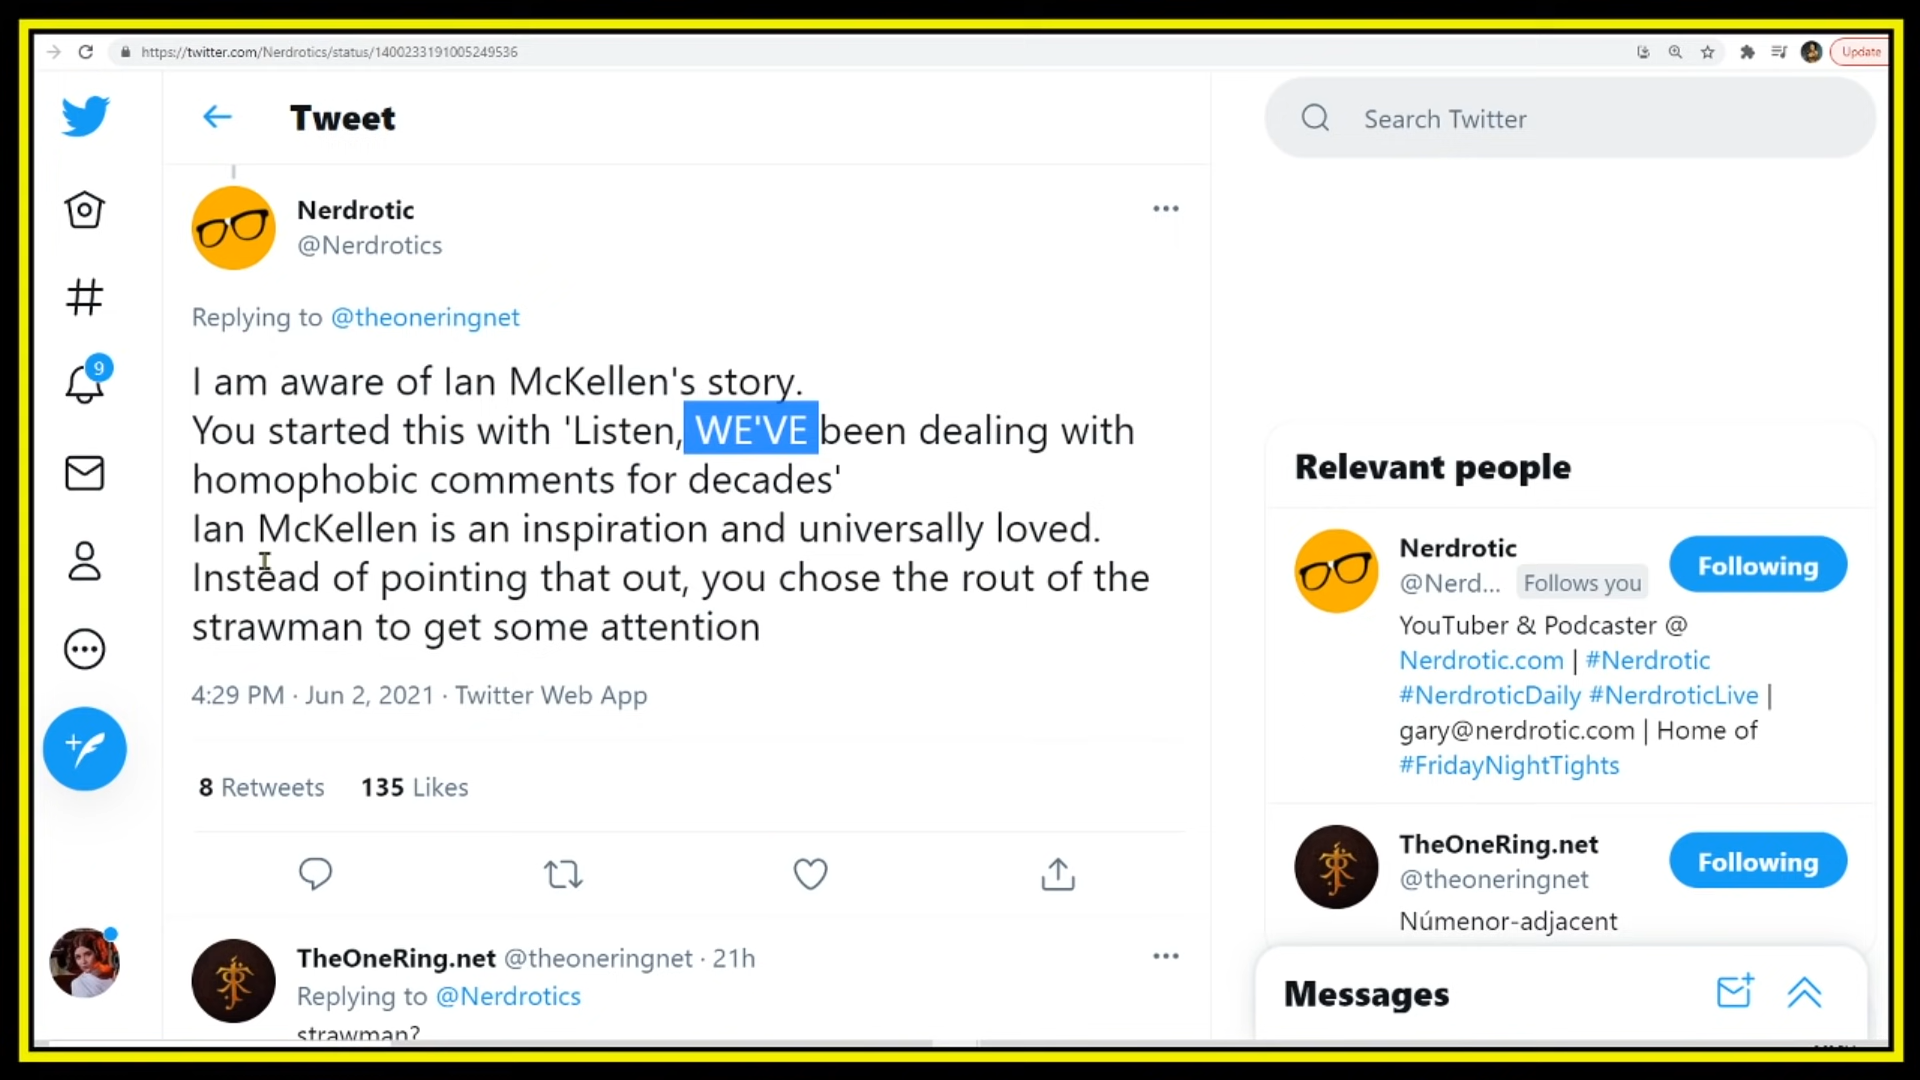 https://twitter.com/Nerdrotics/status/1400233191005249536
Update
Tweet
Search Twitter
Nerdrotic
@Nerdrotics
9
Replying to @theoneringnet
I am aware of Ian McKellen's story.
You started this with 'Listen, WE'VE been dealing with
homophobic comments for decades'
Ian McKellen is an inspiration and universally loved.
Instead of pointing that out, you chose the rout of the
strawman to get some attention
4:29 PM · Jun 2, 2021 · Twitter Web App
8 Retweets 135 Likes
TheOneRing.net @theoneringnet · 21h
Replying to @Nerdrotics
strawman?
Relevant people
Nerdrotic
@Nerd... Follows you
Following
YouTuber & Podcaster @
Nerdrotic.com | #Nerdrotic
#NerdroticDaily #NerdroticLive |
gary@nerdrotic.com | Home of
#FridayNightTights
TheOneRing.net
@theoneringnet
Following
Númenor-adjacent
Messages